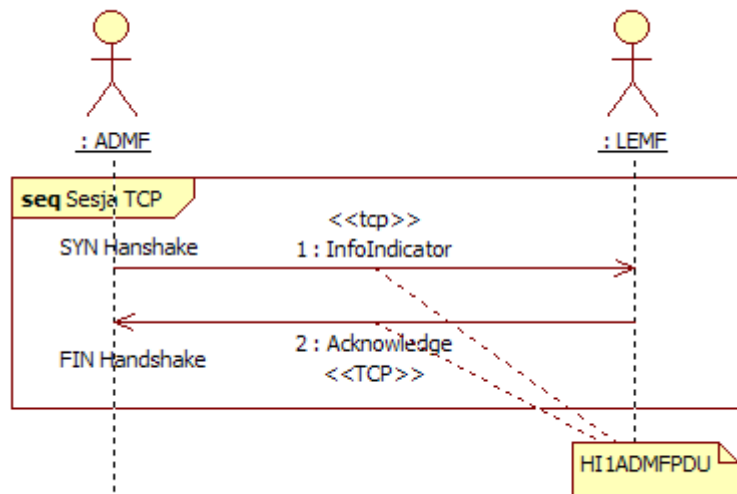 : ADMF
: LEMF
seq Sesja TCP
<<tcp>>
SYN Hanshake
1 : InfoIndicator
2 : Acknowledge
FIN Handshake
<<TCP>>
HI1ADMFPDU